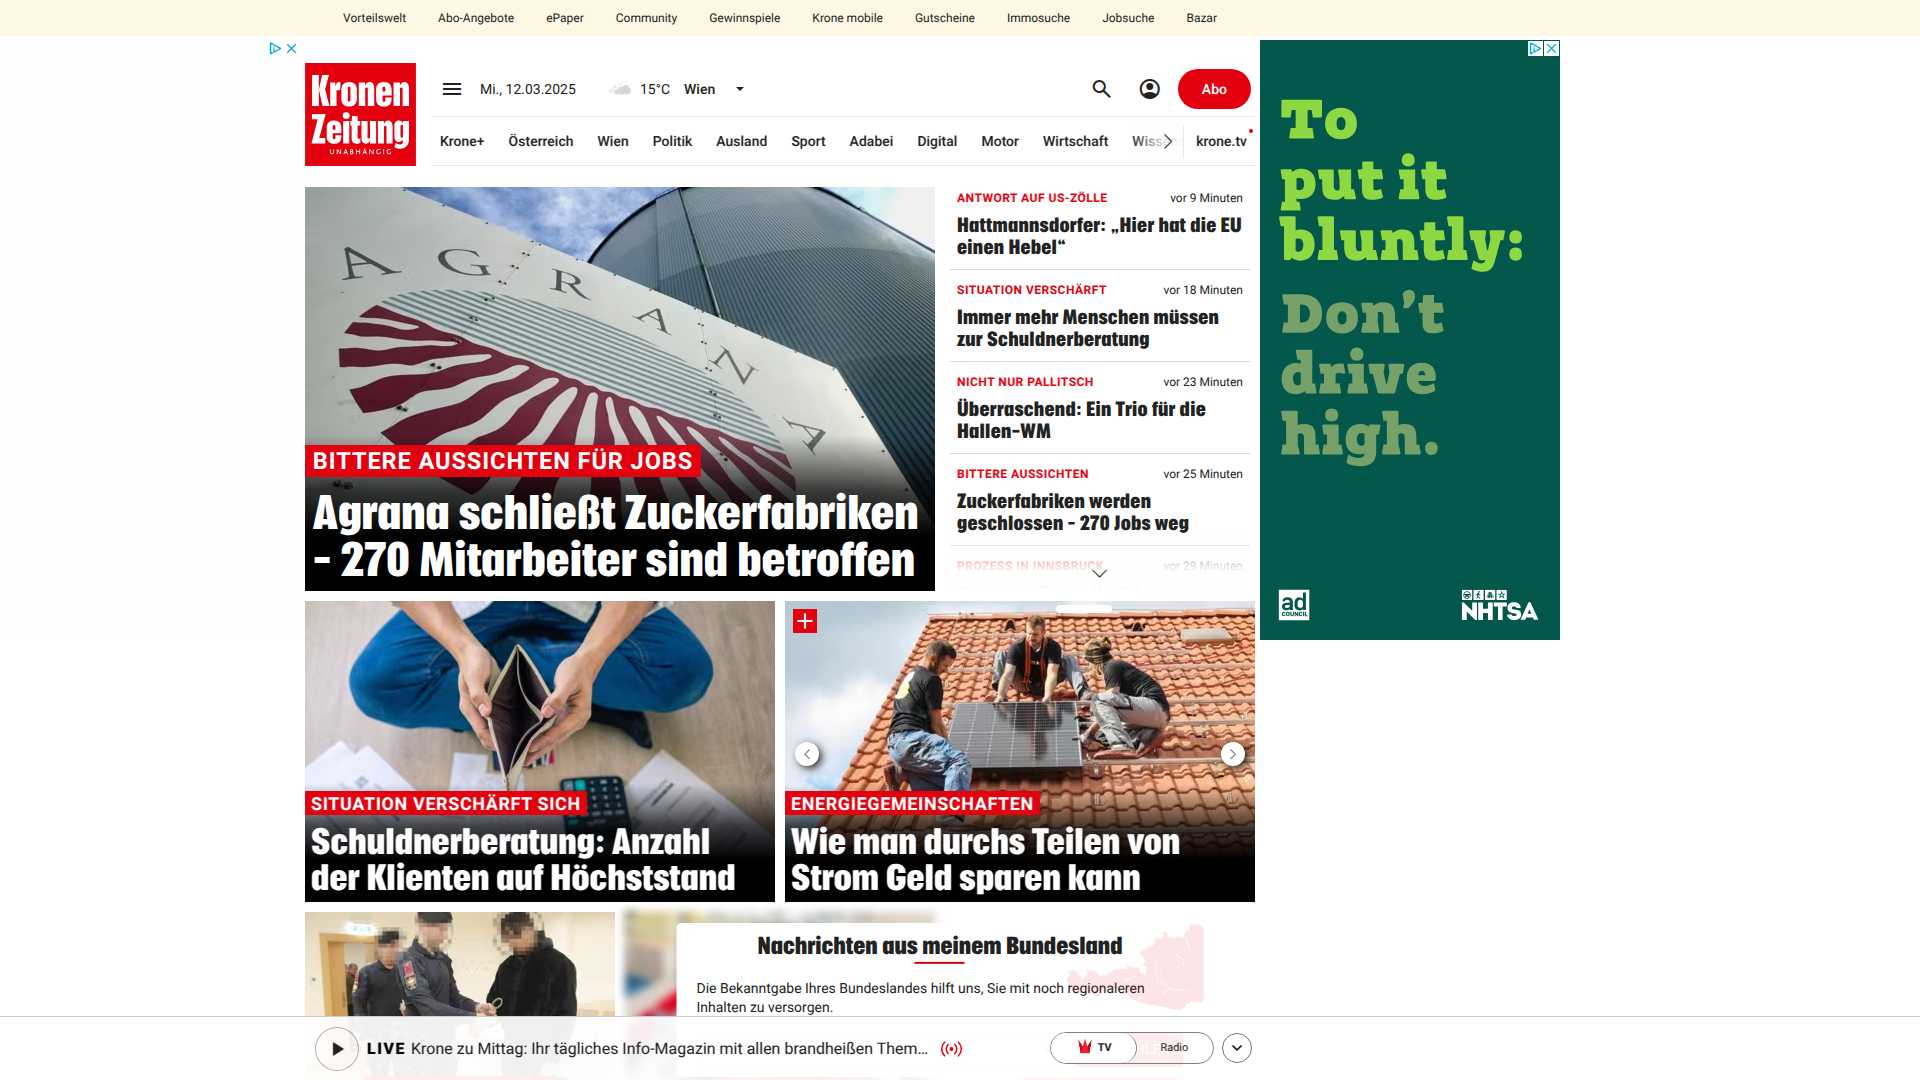 Vorteilswelt Abo-Angebote ePaper Community Gewinnspiele Krone mobile Gutscheine Immosuche Jobsuche Bazar
Kronen
Zeitung
UNABHÄNGIG
Mi., 12.03.2025 15°C Wien
Abo
Krone+ Österreich Wien Politik Ausland Sport Adabei Digital Motor Wirtschaft Wiss krone.tv
AGRANA
BITTERE AUSSICHTEN FÜR JOBS
Agrana schließt Zuckerfabriken
– 270 Mitarbeiter sind betroffen
ANTWORT AUF US-ZÖLLE vor 9 Minuten
Hattmannsdorfer: „Hier hat die EU
einen Hebel“
SITUATION VERSCHÄRFT vor 18 Minuten
Immer mehr Menschen müssen
zur Schuldnerberatung
NICHT NUR PALLITSCH vor 23 Minuten
Überraschend: Ein Trio für die
Hallen-WM
BITTERE AUSSICHTEN vor 25 Minuten
Zuckerfabriken werden
geschlossen – 270 Jobs weg
PROZESS IN INNSBRUCK vor 29 Minuten
To
put it
bluntly:
Don't
drive
high.
ad
COUNCIL
NHTSA
SITUATION VERSCHÄRFT SICH
Schuldnerberatung: Anzahl
der Klienten auf Höchststand
ENERGIEGEMEINSCHAFTEN
Wie man durchs Teilen von
Strom Geld sparen kann
Nachrichten aus meinem Bundesland
Die Bekanntgabe Ihres Bundeslandes hilft uns, Sie mit noch regionaleren
Inhalten zu versorgen.
LIVE Krone zu Mittag: Ihr tägliches Info-Magazin mit allen brandheißen Them...
TV Radio